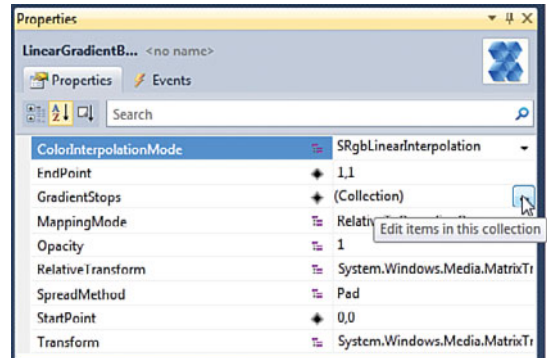 Properties
LinearGradientB... <no name>
Properties Events
Search
ColorInterpolationMode SRgbLinearInterpolation
EndPoint 1,1
GradientStops (Collection)
MappingMode
Edit items in this collection
Opacity 1
RelativeTransform System.Windows.Media.MatrixTr
SpreadMethod Pad
StartPoint 0,0
Transform System.Windows.Media.MatrixTr